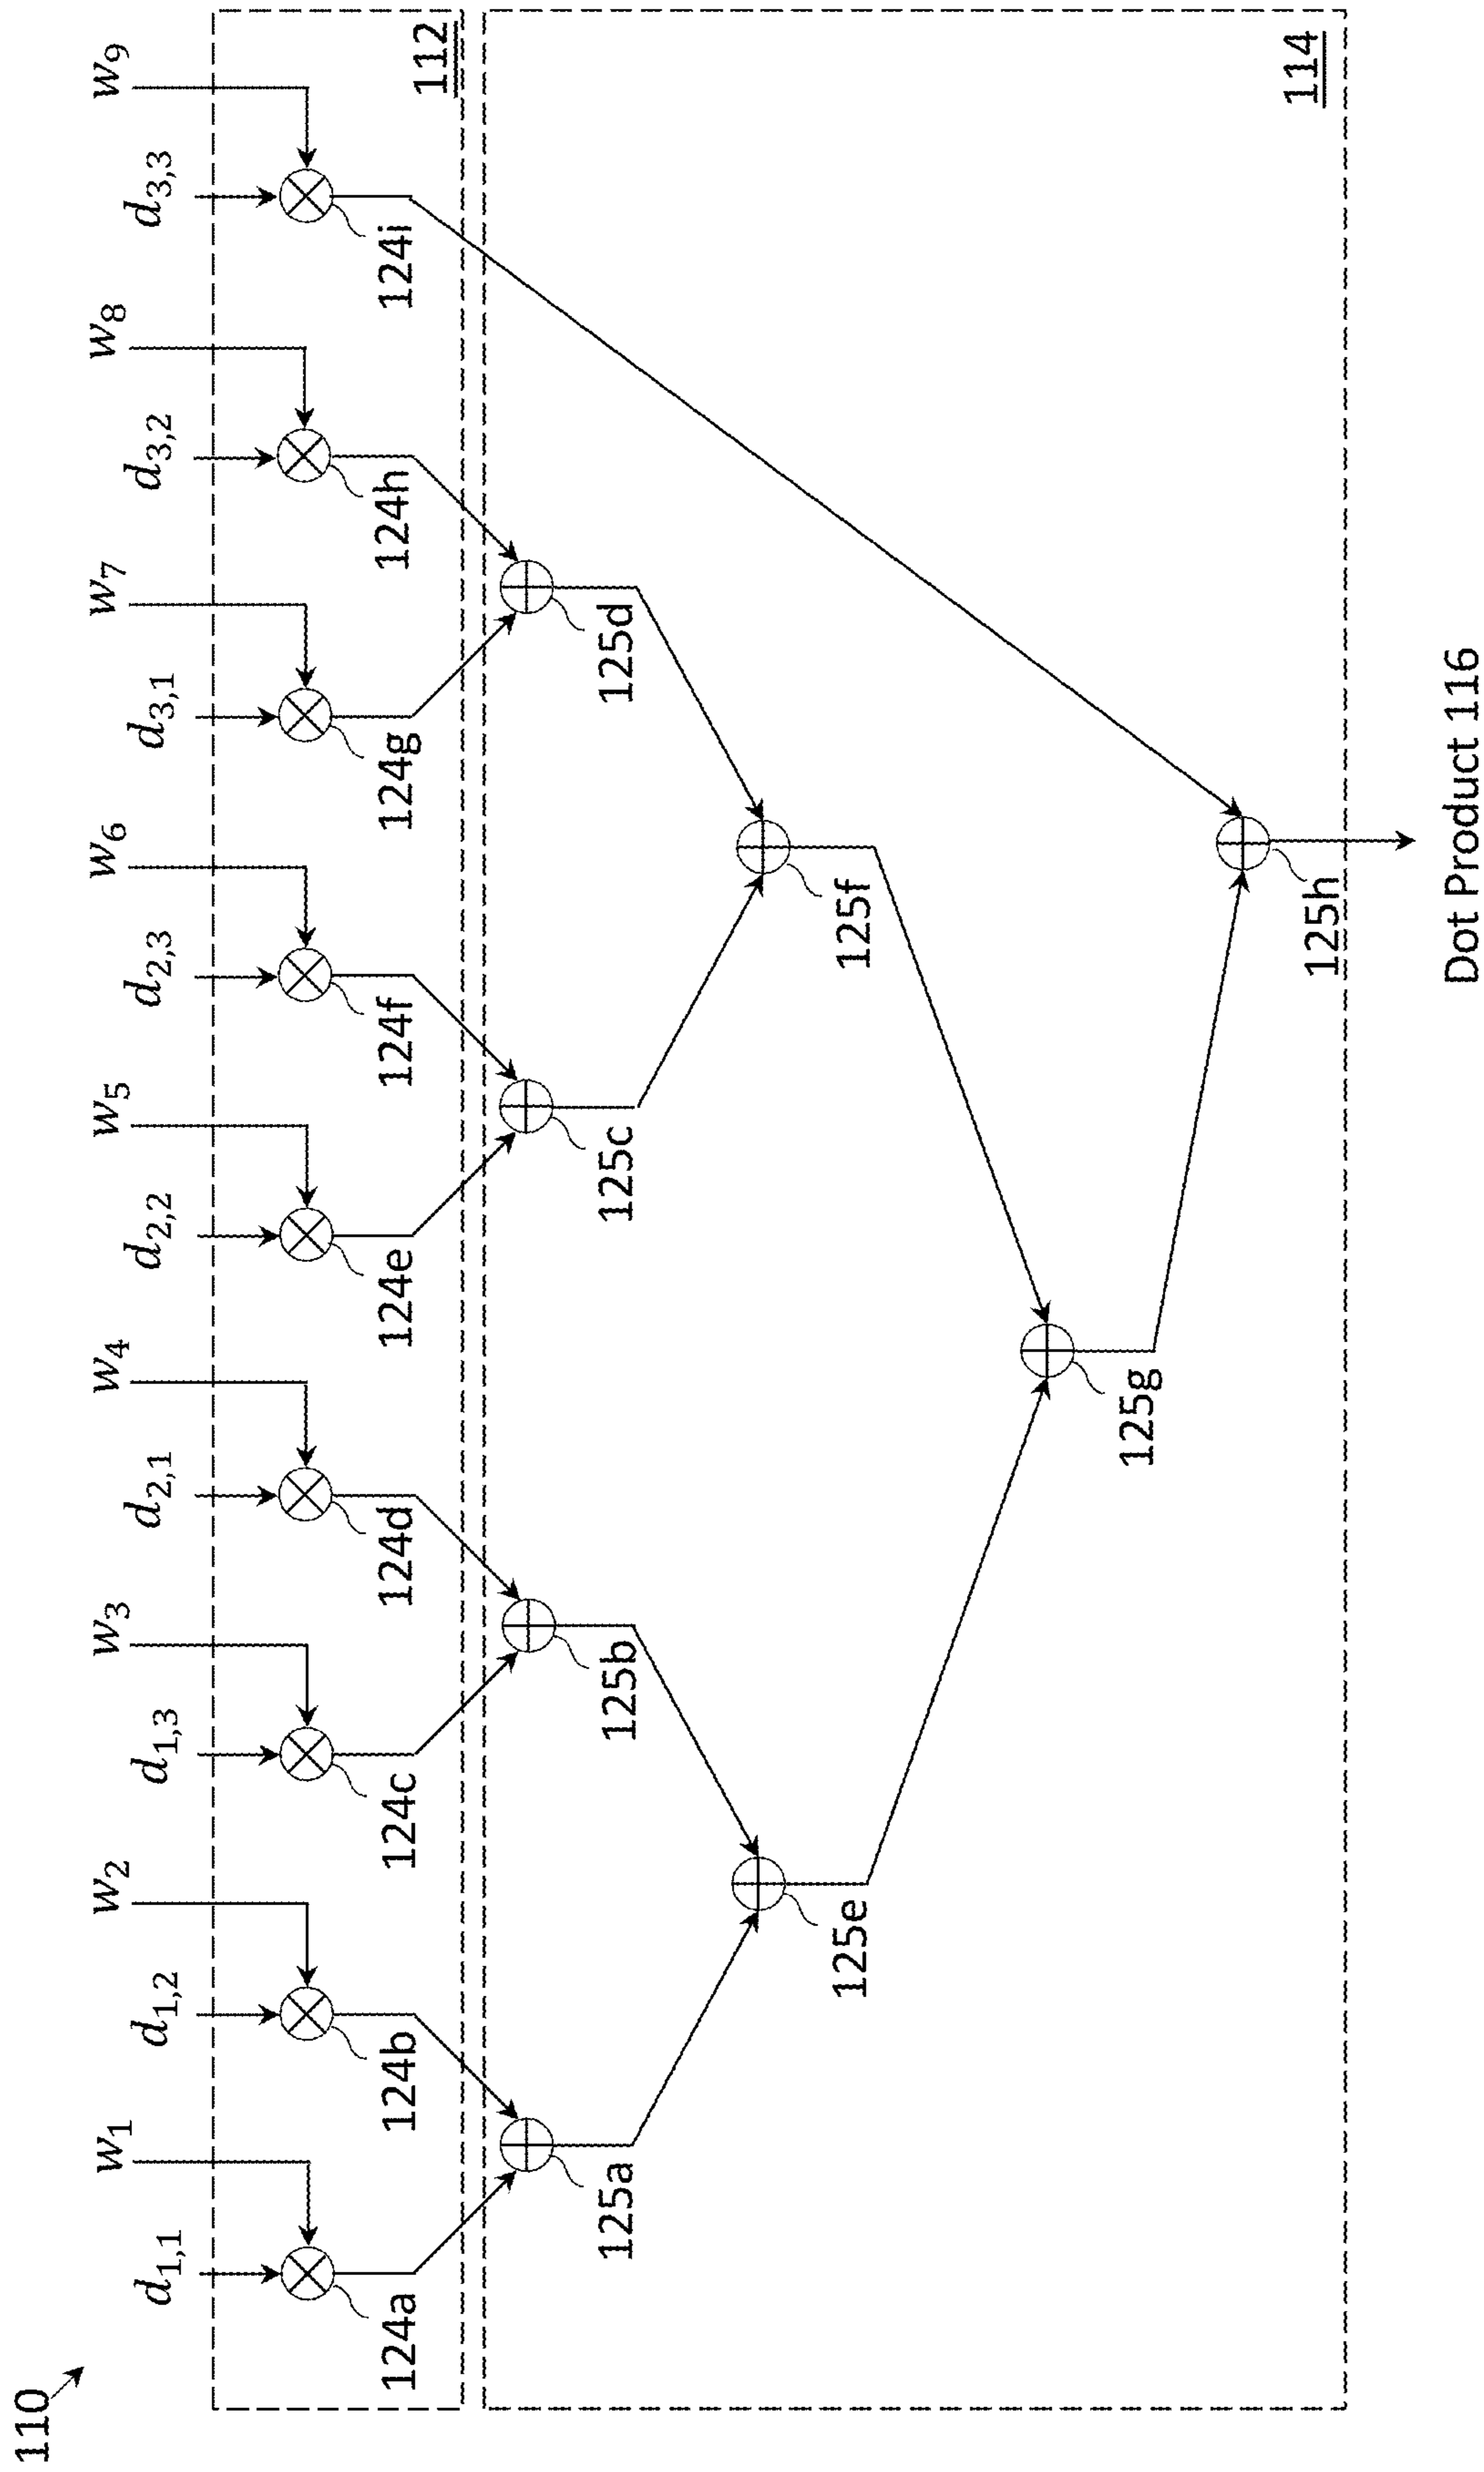 110
w1 w2 w3 w4 w5 w6 w7 w8 w9
d1,1 d1,2 d1,3 d2,1 d2,2 d2,3 d3,1 d3,2 d3,3
124a 124b 124c 124d 124e 124f 124g 124h 124i
112
125a 125b 125c 125d
125e 125f
125g
125h
114
Dot Product 116